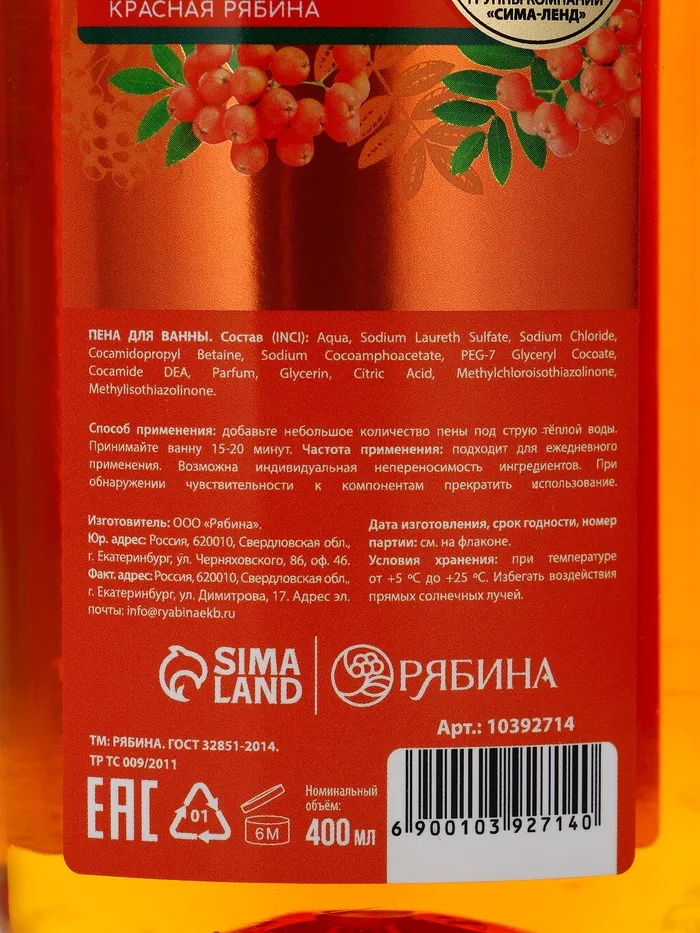 КРАСНАЯ РЯБИНА
ГРУППЫ КОМПАНИЙ
«СИМА-ЛЕНД»
ПЕНА ДЛЯ ВАННЫ. Состав (INCI): Aqua, Sodium Laureth Sulfate, Sodium Chloride,
Cocamidopropyl Betaine, Sodium Cocoamphoacetate, PEG-7 Glyceryl Cocoate,
Cocamide DEA, Parfum, Glycerin, Citric Acid, Methylchloroisothiazolinone,
Methylisothiazolinone.
Способ применения: добавьте небольшое количество пены под струю тёплой воды.
Принимайте ванну 15-20 минут. Частота применения: подходит для ежедневного
применения. Возможна индивидуальная непереносимость ингредиентов. При
обнаружении чувствительности к компонентам прекратить использование.
Изготовитель: ООО «Рябина».
Юр. адрес: Россия, 620010, Свердловская обл.,
г. Екатеринбург, ул. Черняховского, 86, оф. 46.
Факт. адрес: Россия, 620010, Свердловская обл.,
г. Екатеринбург, ул. Димитрова, 17. Адрес эл.
почты: info@ryabinaekb.ru
Дата изготовления, срок годности, номер
партии: см. на флаконе.
Условия хранения: при температуре
от +5 ºС до +25 ºС. Избегать воздействия
прямых солнечных лучей.
SIMA
LAND
РЯБИНА
Арт.: 10392714
ТМ: РЯБИНА. ГОСТ 32851-2014.
ТР ТС 009/2011
EAC
01
6М
Номинальный
объём:
400 мл
6 900103 927140